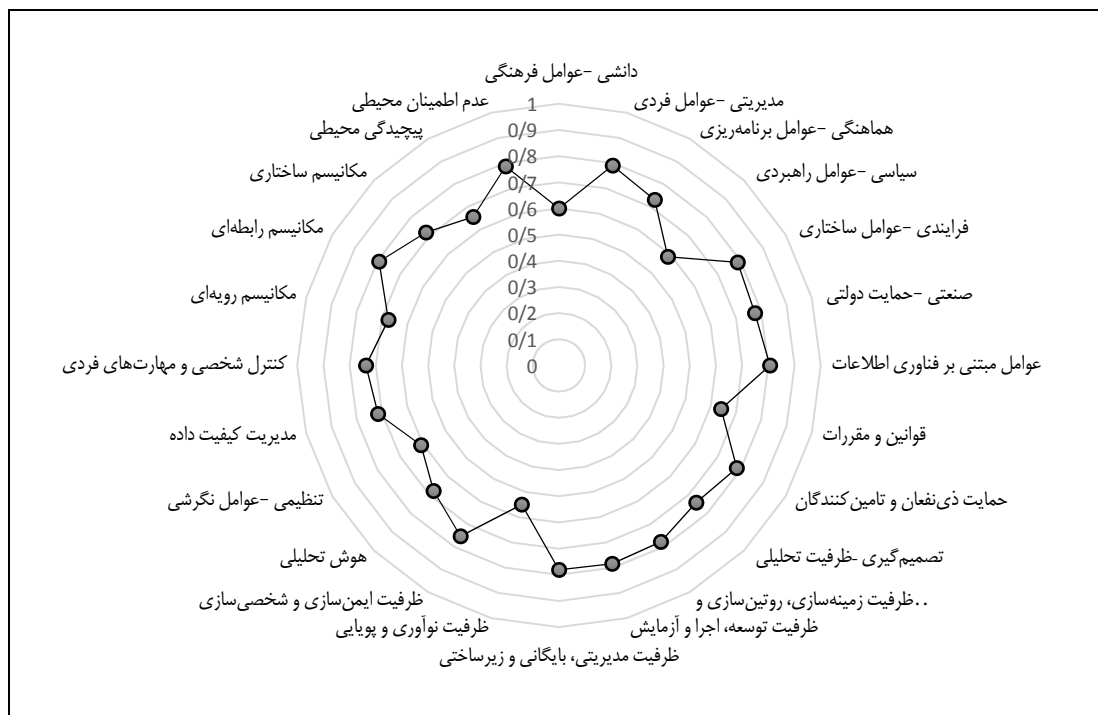 دانشی -عوامل فرهنگی
مدیریتی -عوامل فردی
هماهنگی -عوامل برنامه‌ریزی
سیاسی -عوامل راهبردی
فرایندی -عوامل ساختاری
صنعتی -حمایت دولتی
عوامل مبتنی بر فناوری اطلاعات
قوانین و مقررات
حمایت ذی‌نفعان و تامین‌کنندگان
تصمیم‌گیری -ظرفیت تحلیلی
..ظرفیت زمینه‌سازی، روتین‌سازی و
ظرفیت توسعه، اجرا و آزمایش
ظرفیت مدیریتی، بایگانی و زیرساختی
ظرفیت نوآوری و پویایی
ظرفیت ایمن‌سازی و شخصی‌سازی
هوش تحلیلی
تنظیمی -عوامل نگرشی
مدیریت کیفیت داده
کنترل شخصی و مهارت‌های فردی
مکانیسم رویه‌ای
مکانیسم رابطه‌ای
مکانیسم ساختاری
پیچیدگی محیطی
عدم اطمینان محیطی
1
0/9
0/8
0/7
0/6
0/5
0/4
0/3
0/2
0/1
0